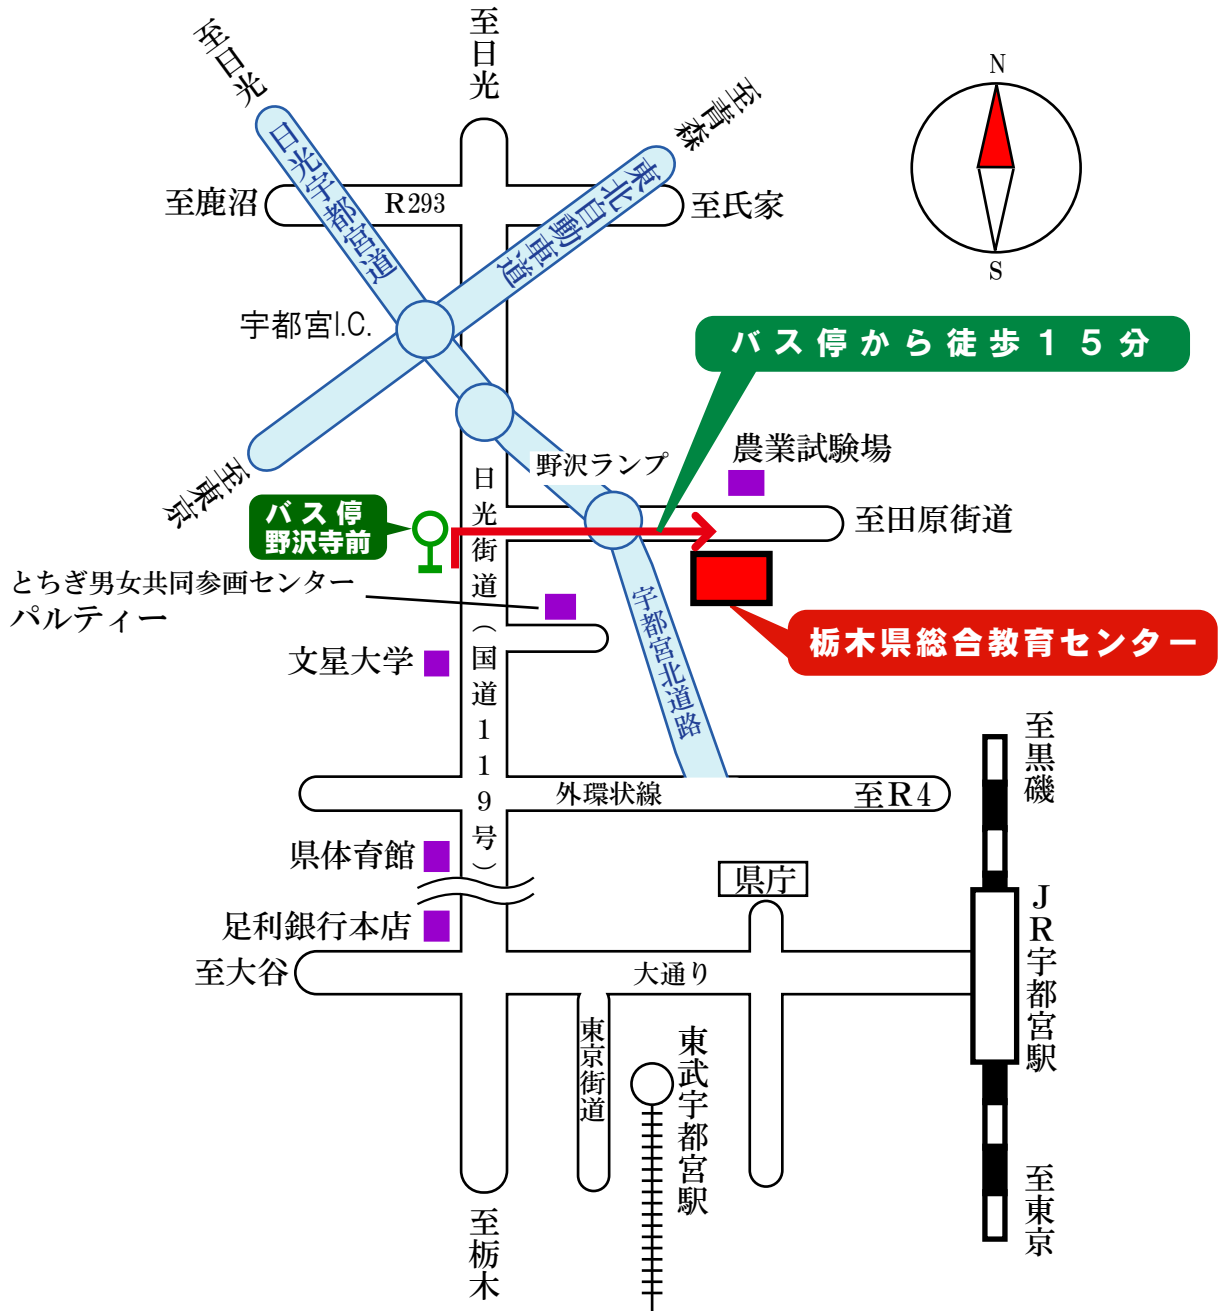 至日光
至日光
至青森
N
S
日光宇都宮道
東北自動車道
至鹿沼
R293
至氏家
宇都宮I.C.
バス停から徒歩15分
農業試験場
野沢ランプ
至東京
バス停
野沢寺前
日光街道(国道119号)
至田原街道
とちぎ男女共同参画センター
パルティー
宇都宮北道路
栃木県総合教育センター
文星大学
外環状線
至R4
至黒磯
県体育館
県庁
足利銀行本店
至大谷
大通り
JR宇都宮駅
東京街道
東武宇都宮駅
至東京
至栃木